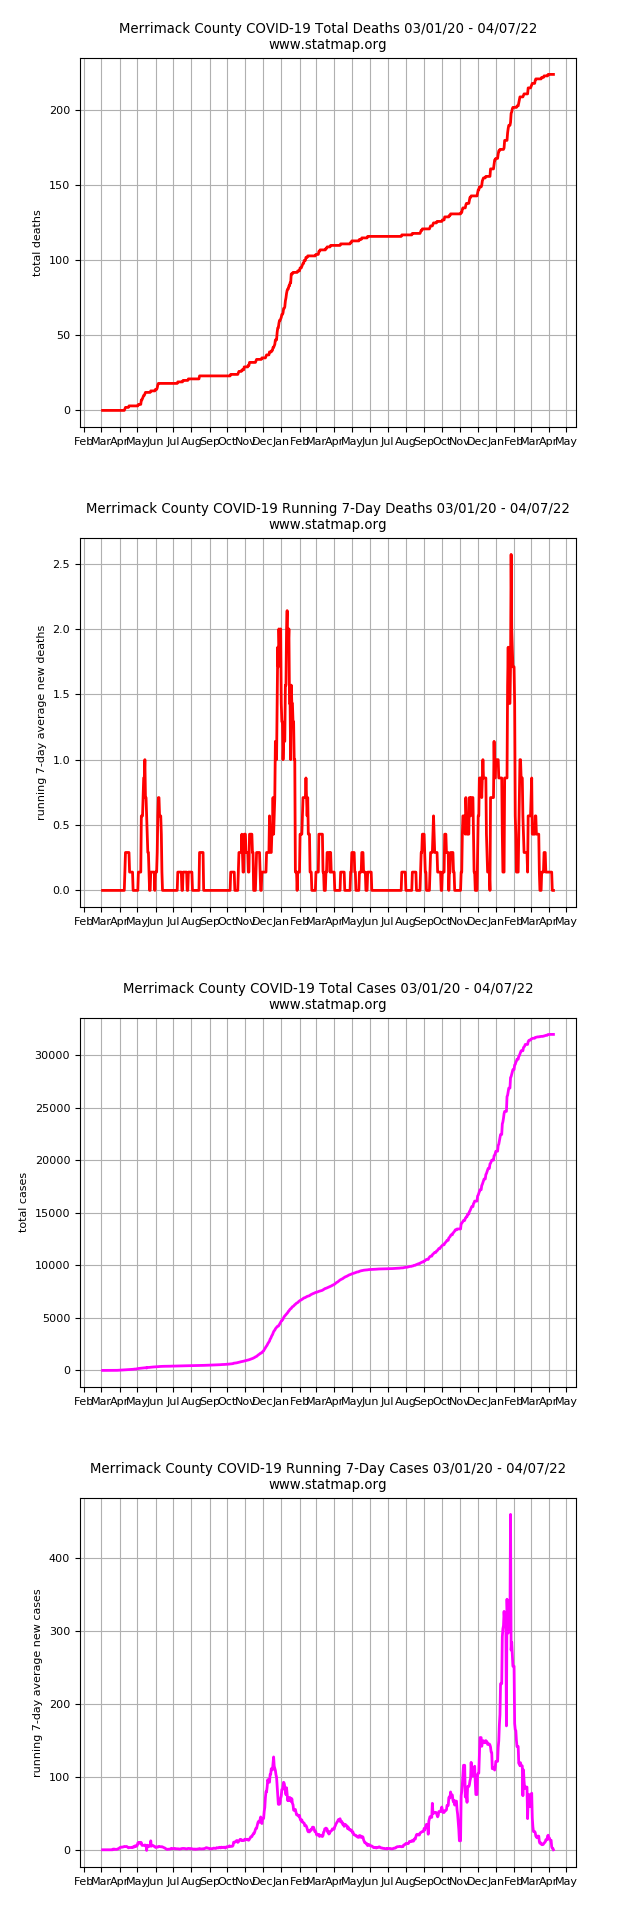 Merrimack County COVID-19 Total Deaths 03/01/20 - 04/07/22
www.statmap.org
total deaths
200
150
100
50
0
Feb Mar Apr May Jun Jul Aug Sep Oct Nov Dec Jan Feb Mar Apr May Jun Jul Aug Sep Oct Nov Dec Jan Feb Mar Apr May
Merrimack County COVID-19 Running 7-Day Deaths 03/01/20 - 04/07/22
www.statmap.org
running 7-day average new deaths
2.5
2.0
1.5
1.0
0.5
0.0
Feb Mar Apr May Jun Jul Aug Sep Oct Nov Dec Jan Feb Mar Apr May Jun Jul Aug Sep Oct Nov Dec Jan Feb Mar Apr May
Merrimack County COVID-19 Total Cases 03/01/20 - 04/07/22
www.statmap.org
total cases
30000
25000
20000
15000
10000
5000
0
Feb Mar Apr May Jun Jul Aug Sep Oct Nov Dec Jan Feb Mar Apr May Jun Jul Aug Sep Oct Nov Dec Jan Feb Mar Apr May
Merrimack County COVID-19 Running 7-Day Cases 03/01/20 - 04/07/22
www.statmap.org
running 7-day average new cases
400
300
200
100
0
Feb Mar Apr May Jun Jul Aug Sep Oct Nov Dec Jan Feb Mar Apr May Jun Jul Aug Sep Oct Nov Dec Jan Feb Mar Apr May